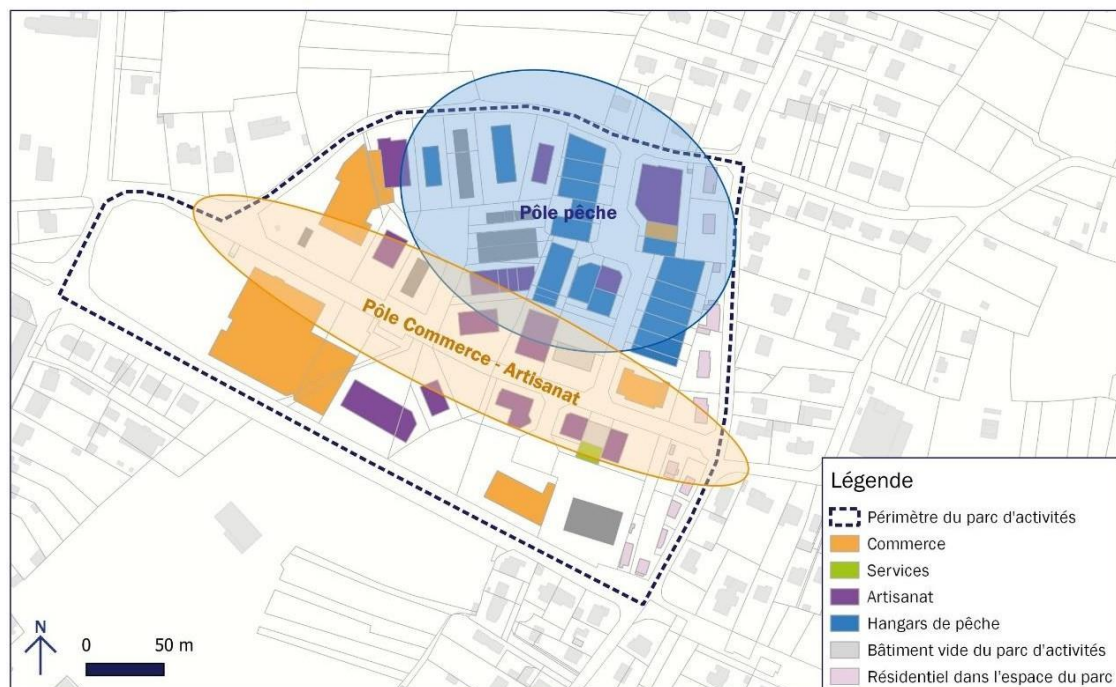 Pôle pêche
Pôle Commerce - Artisanat
N
0 50 m
Légende
Périmètre du parc d'activités
Commerce
Services
Artisanat
Hangars de pêche
Bâtiment vide du parc d'activités
Résidentiel dans l'espace du parc